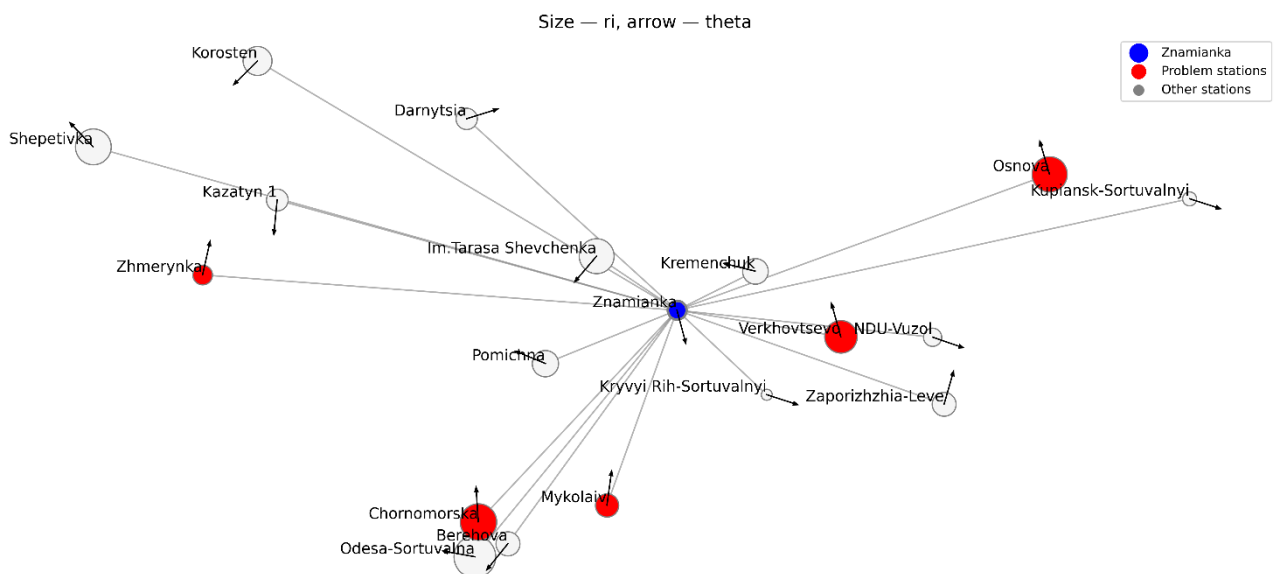 Size — ri, arrow — theta
Znamianka
Problem stations
Other stations
Korosten
Darnytsia
Shepetivka
Osnova
Kazatyn 1
Kupiansk-Sortuvalnyi
Im.Tarasa Shevchenka
Zhmerynka
Kremenchuk
Znamianka
Verkhovtsevo
NDU-Vuzol
Pomichna
Kryvyi Rih-Sortuvalnyi
Zaporizhzhia-Leve
Mykolaiv
Chornomorska
Berehova
Odesa-Sortuvalna